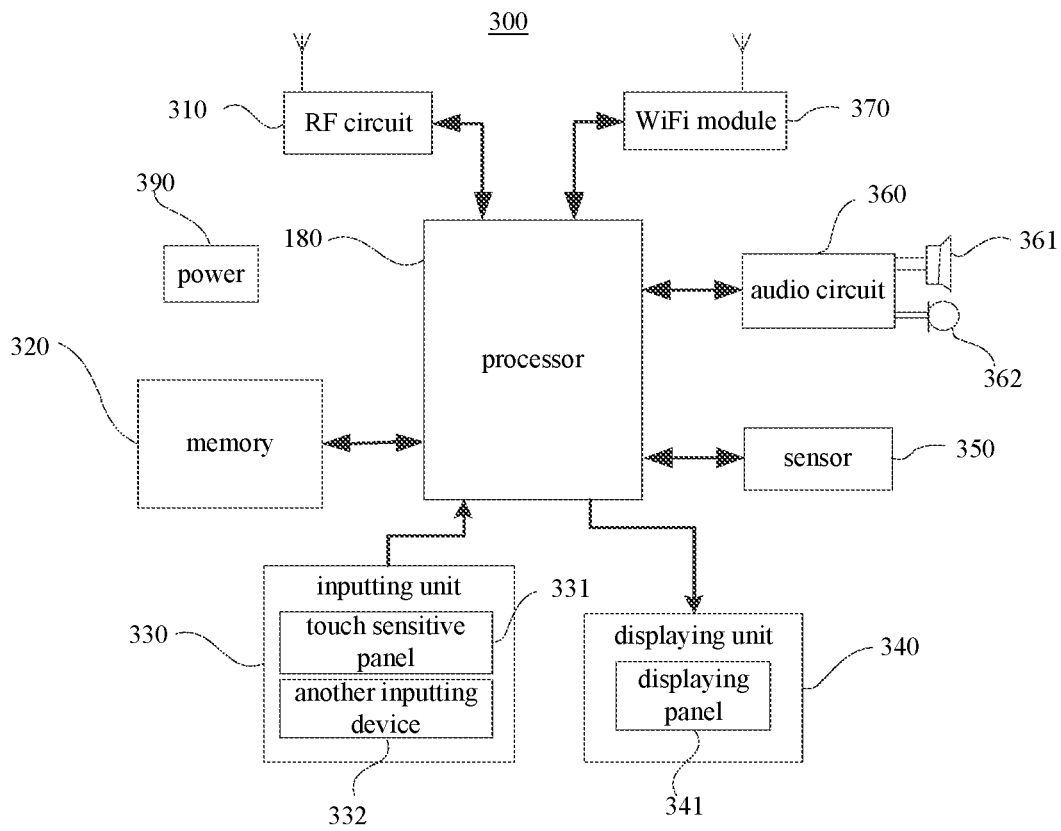 300
310
RF circuit
WiFi module
370
390
power
180
processor
360
361
audio circuit
362
320
memory
sensor
350
inputting unit
331
330
touch sensitive
panel
another inputting
device
332
displaying unit
340
displaying
panel
341